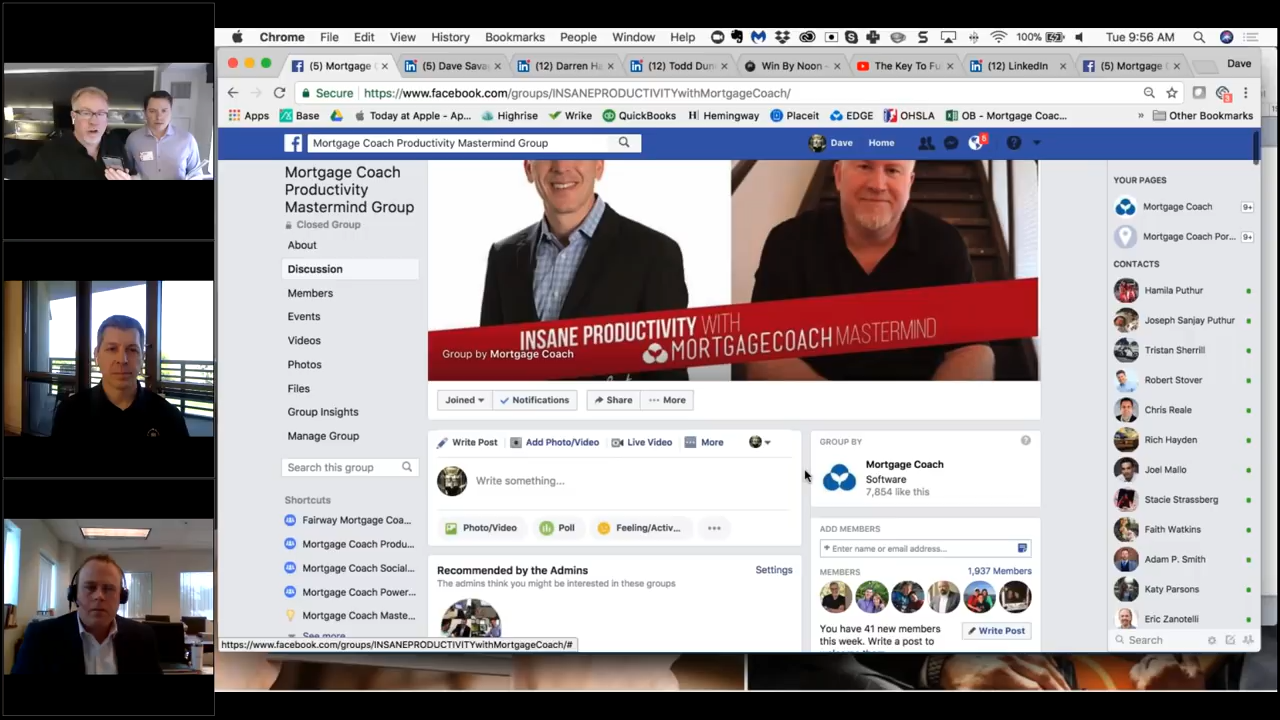 Chrome File Edit View History Bookmarks People Window Help 100% Tue 9:56 AM
(5) Mortgage C × (5) Dave Sava × (12) Darren H × (12) Todd Dun × Win By Noon - × The Key To Fu × (12) LinkedIn × (5) Mortgage C × Dave
Secure https://www.facebook.com/groups/INSANEPRODUCTIVITYwithMortgageCoach/
Apps Base Today at Apple - Ap... Highrise Wrike QuickBooks Hemingway Placeit EDGE OHSLA OB - Mortgage Coac... » Other Bookmarks
Mortgage Coach Productivity Mastermind Group Dave Home 6
Mortgage Coach
Productivity
Mastermind Group
Closed Group
About
Discussion
Members
Events
Videos
Photos
Files
Group Insights
Manage Group
Search this group
Shortcuts
Fairway Mortgage Coa...
Mortgage Coach Produ...
Mortgage Coach Social...
Mortgage Coach Power...
Mortgage Coach Maste...
See more
https://www.facebook.com/groups/INSANEPRODUCTIVITYwithMortgageCoach/#
INSANE PRODUCTIVITY WITH
MORTGAGECOACH MASTERMIND
Group by Mortgage Coach
Joined Notifications Share More
Write Post Add Photo/Video Live Video More
Write something...
Photo/Video Poll Feeling/Activ...
Recommended by the Admins Settings
The admins think you might be interested in these groups
GROUP BY
Mortgage Coach
Software
7,854 like this
ADD MEMBERS
+ Enter name or email address...
MEMBERS 1,937 Members
You have 41 new members
this week. Write a post to
welcome them.
Write Post
YOUR PAGES
Mortgage Coach 9+
Mortgage Coach Por... 9+
CONTACTS
Hamila Puthur
Joseph Sanjay Puthur
Tristan Sherrill
Robert Stover
Chris Reale
Rich Hayden
Joel Mallo
Stacie Strassberg
Faith Watkins
Adam P. Smith
Katy Parsons
Eric Zanotelli
Search